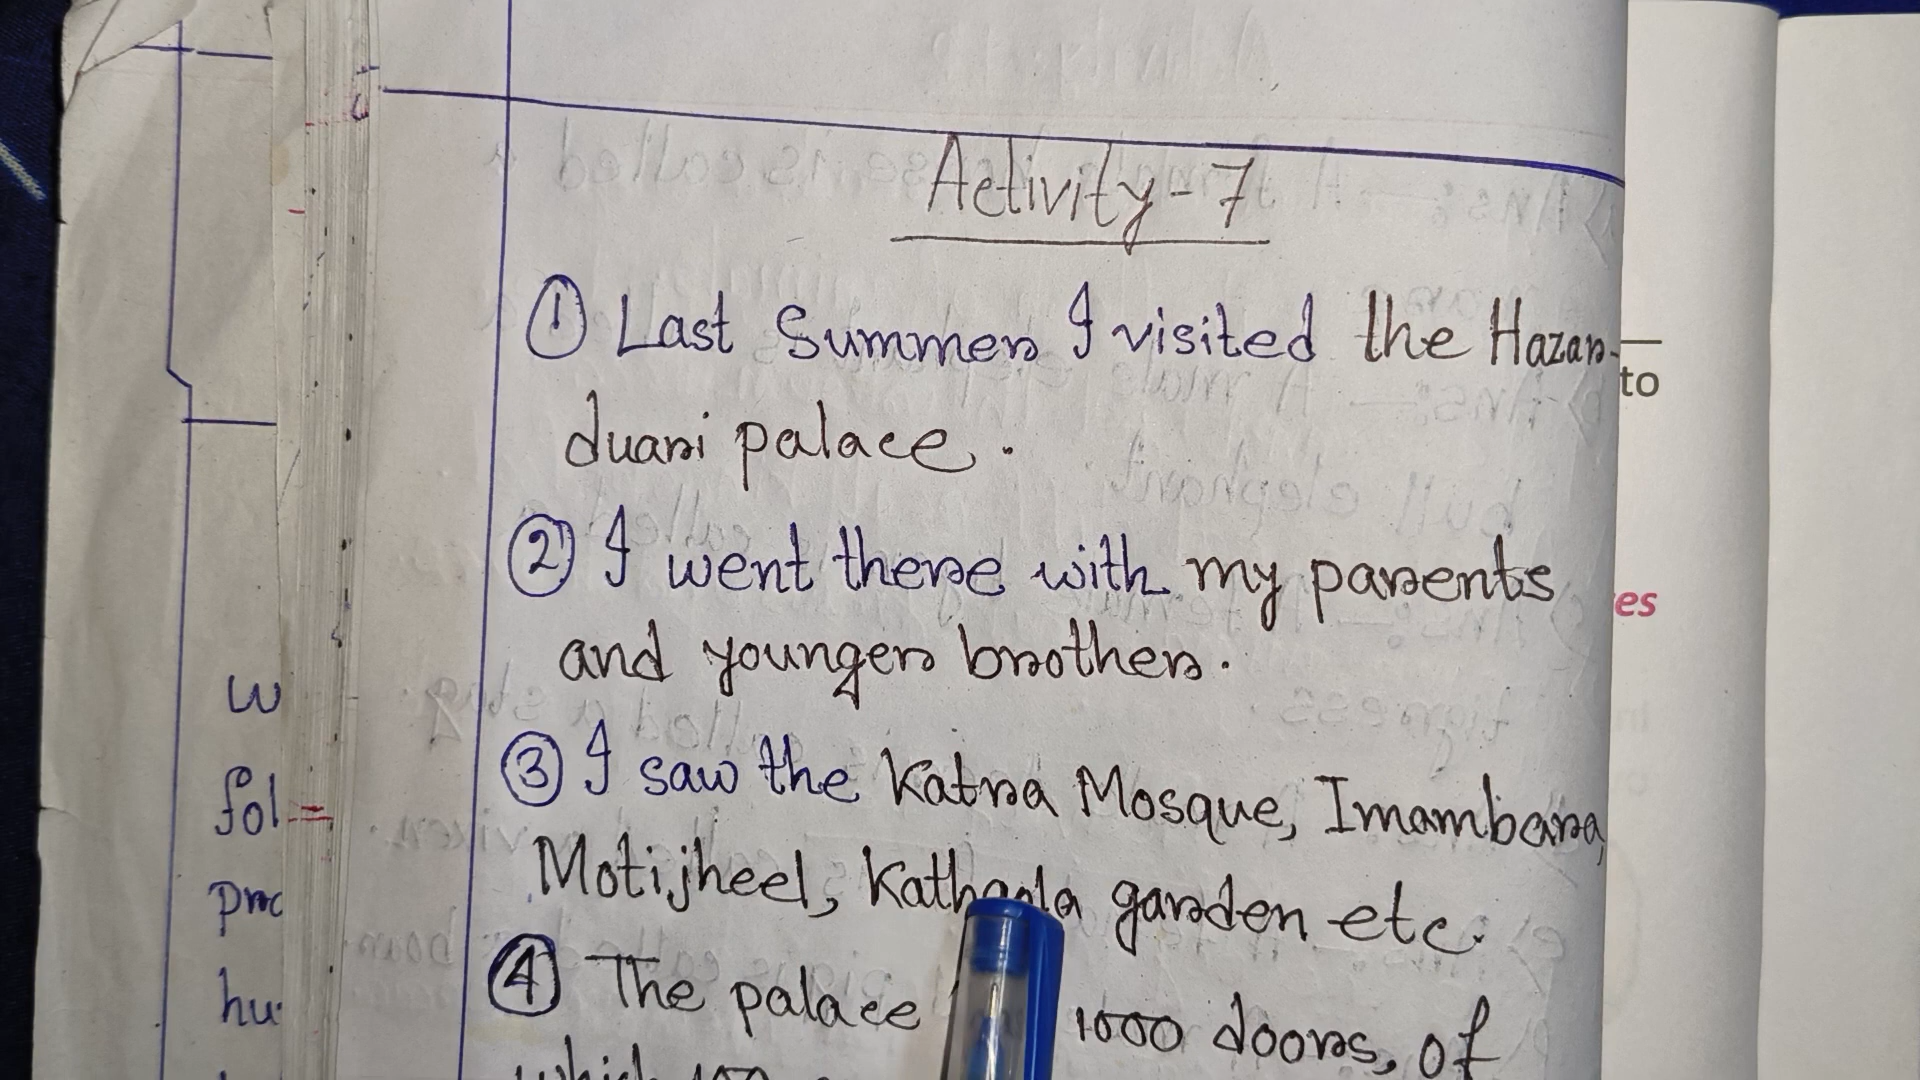 Activity-7
① Last Summer I visited the Hazar-
duari palace.
② I went there with my parents
and younger brother.
③ I saw the Katra Mosque, Imambara,
Motijheel, Kathgola garden etc.
④ The palace 1000 doors, of
which 100
to
es
W
fol
pro
hu